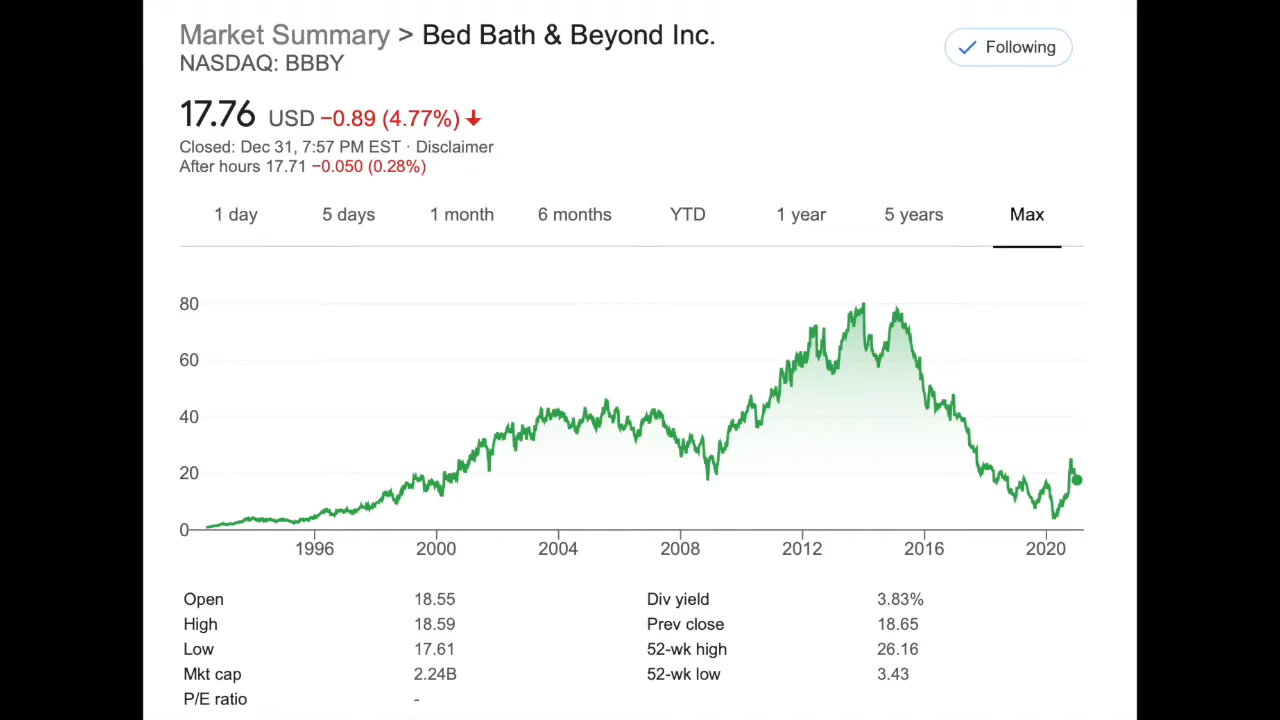 Market Summary > Bed Bath & Beyond Inc.
NASDAQ: BBBY
Following
17.76 USD −0.89 (4.77%)
Closed: Dec 31, 7:57 PM EST · Disclaimer
After hours 17.71 −0.050 (0.28%)
1 day 5 days 1 month 6 months YTD 1 year 5 years Max
80
60
40
20
0
1996 2000 2004 2008 2012 2016 2020
Open 18.55 Div yield 3.83%
High 18.59 Prev close 18.65
Low 17.61 52-wk high 26.16
Mkt cap 2.24B 52-wk low 3.43
P/E ratio -